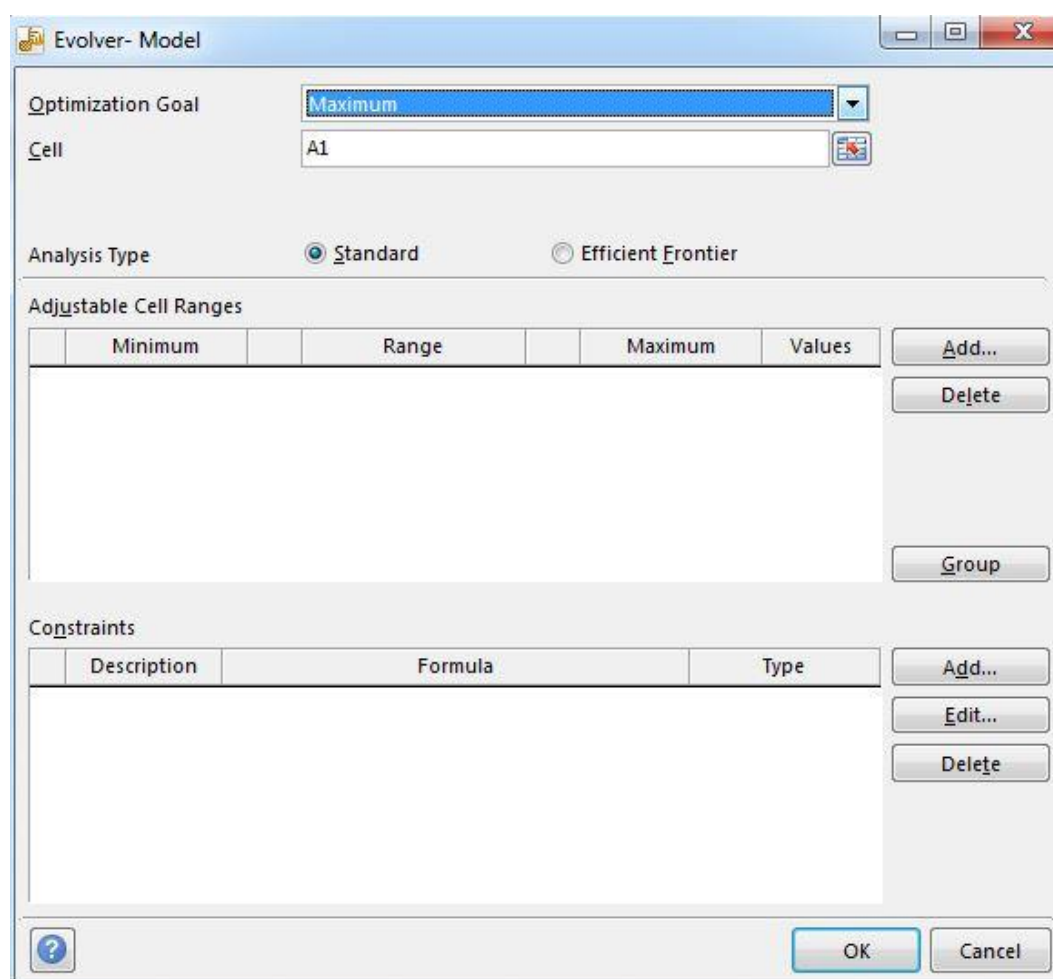 Evolver- Model
Optimization Goal Maximum
Cell A1
Analysis Type Standard Efficient Frontier
Adjustable Cell Ranges
Minimum Range Maximum Values Add...
Delete
Group
Constraints
Description Formula Type Add...
Edit...
Delete
? OK Cancel